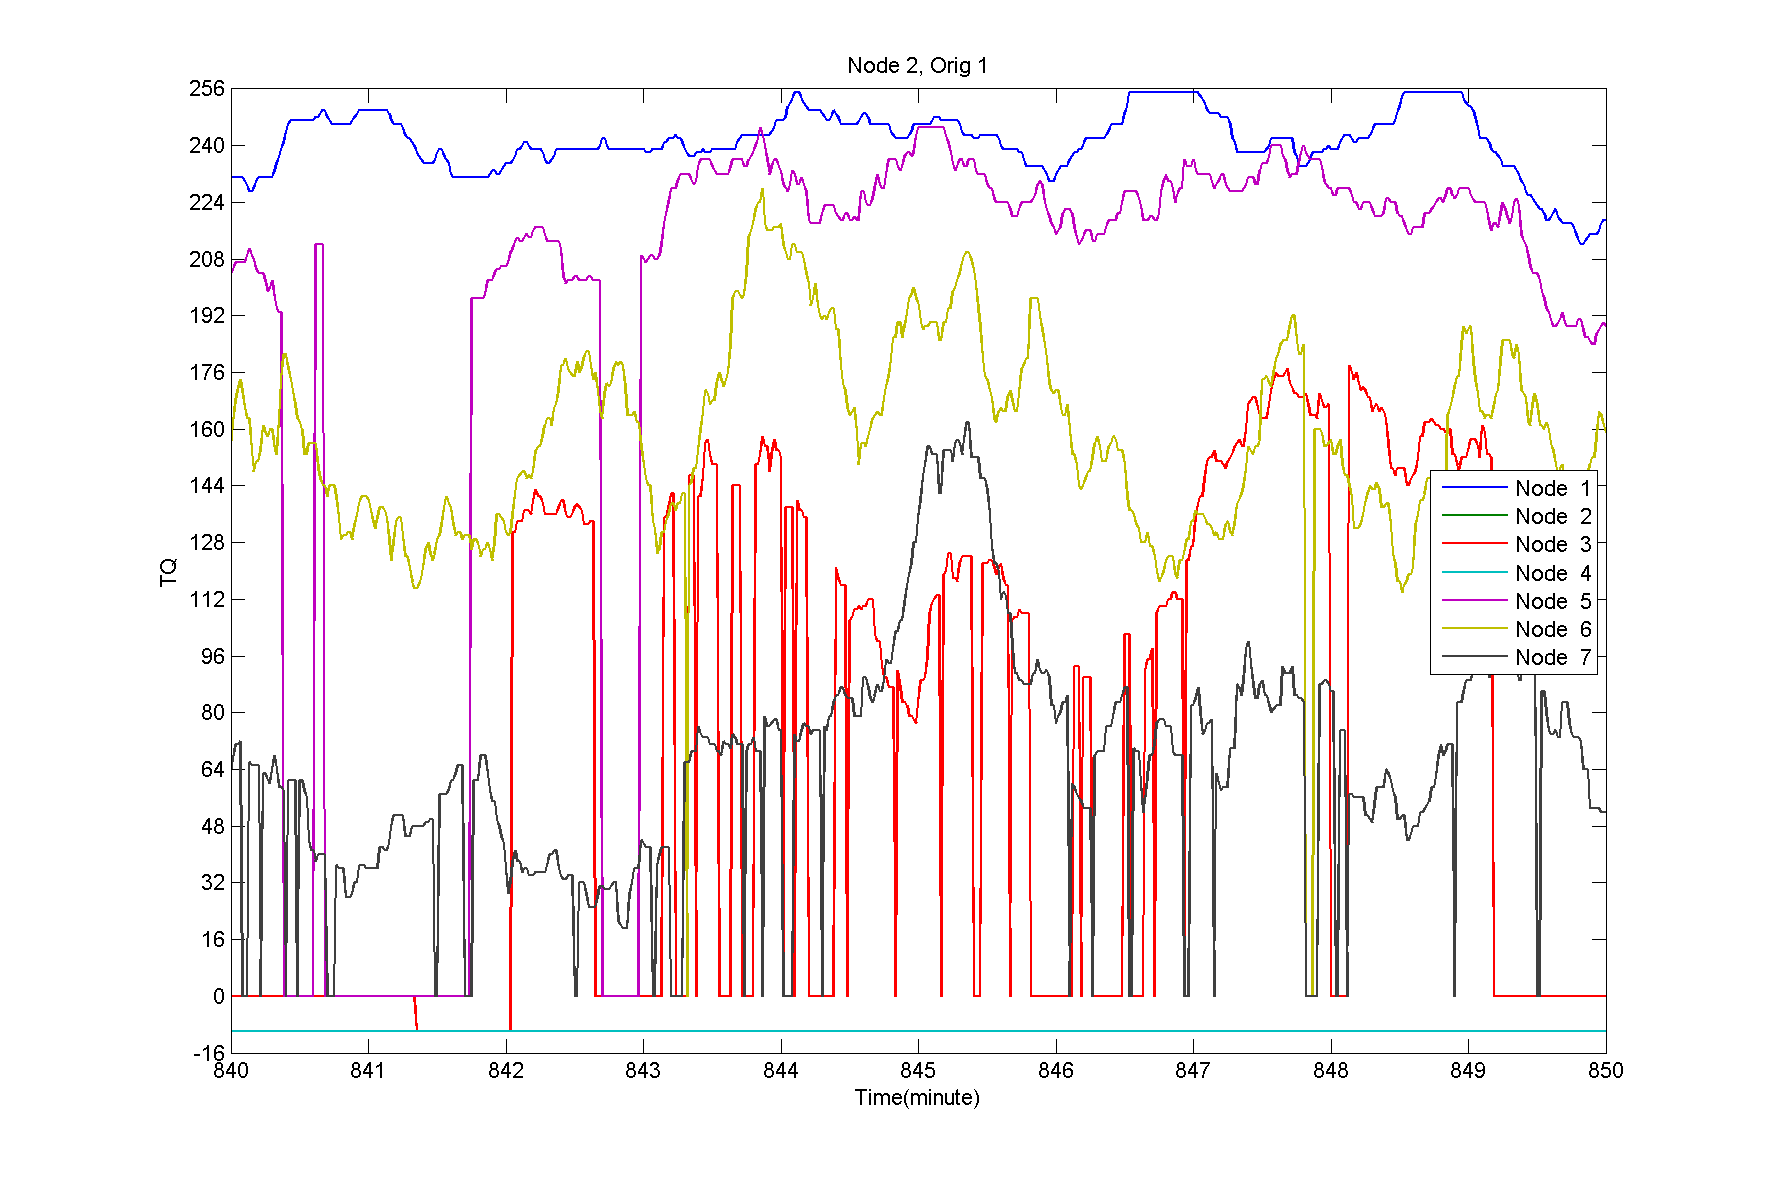 Node 2, Orig 1
256
240
224
208
192
176
160
144
128
112
96
80
64
48
32
16
0
-16
TQ
Node 1
Node 2
Node 3
Node 4
Node 5
Node 6
Node 7
840 841 842 843 844 845 846 847 848 849 850
Time(minute)